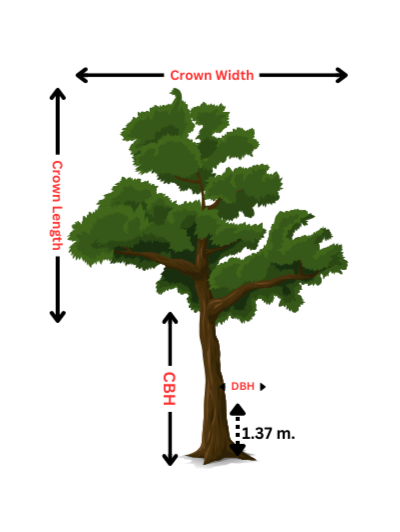 Crown Width
Crown Length
CBH
DBH
1.37 m.